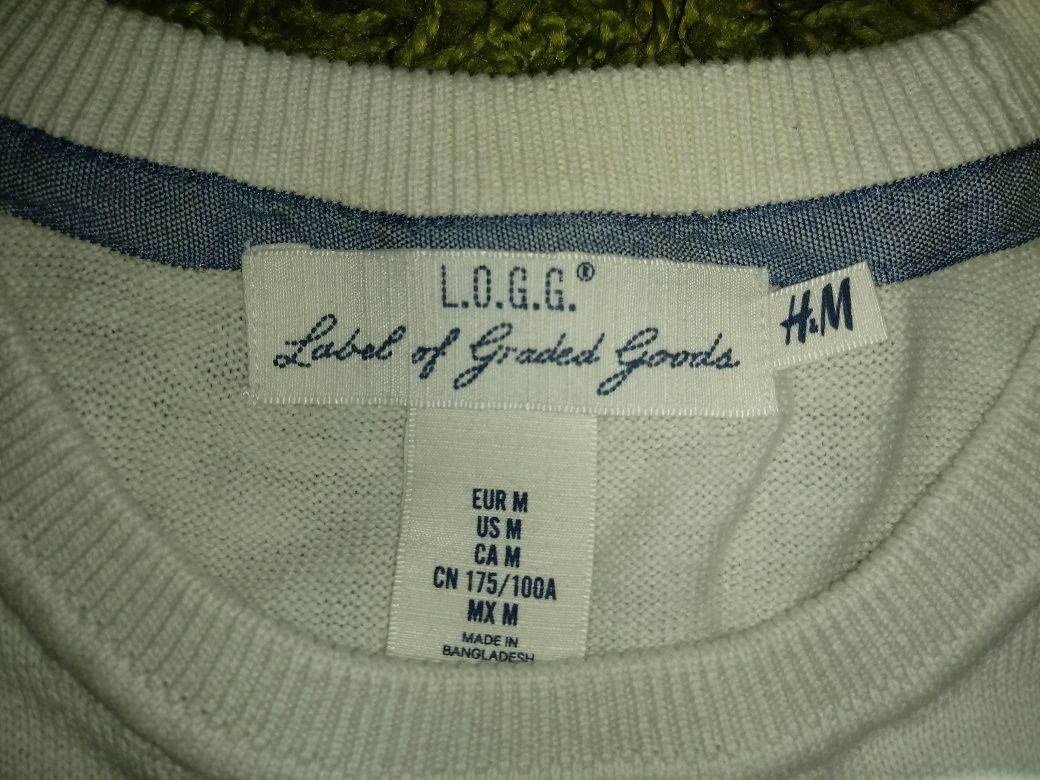 L.O.G.G.®
Label of Graded Goods
H&M
EUR M
US M
CA M
CN 175/100A
MX M
MADE IN
BANGLADESH